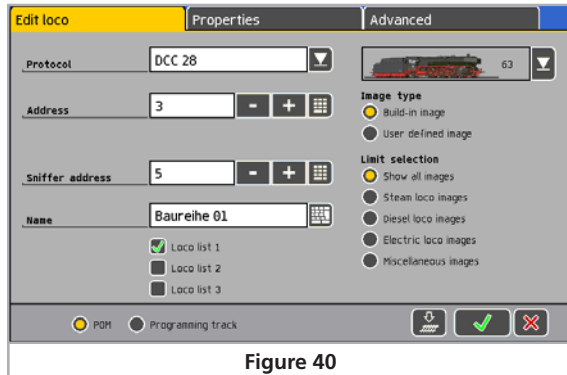 Edit loco
Properties
Advanced
Protocol
DCC 28
Address
3
- +
Sniffer address
5
- +
Name
Baureihe 01
Loco list 1
Loco list 2
Loco list 3
63
Image type
Build-in image
User defined image
Limit selection
Show all images
Steam loco images
Diesel loco images
Electric loco images
Miscellaneous images
POM
Programming track
Figure 40